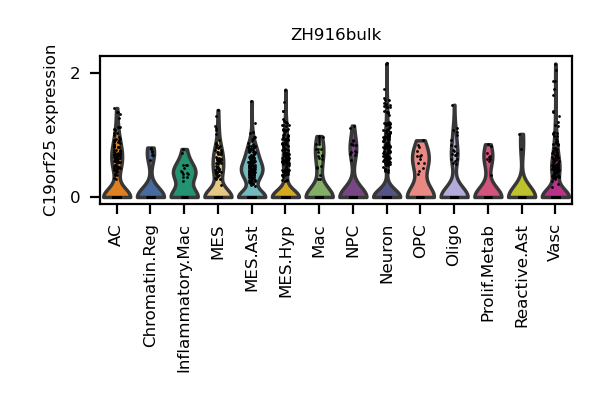 ZH916bulk
C19orf25 expression
2
0
AC
Chromatin.Reg
Inflammatory.Mac
MES
MES.Ast
MES.Hyp
Mac
NPC
Neuron
OPC
Oligo
Prolif.Metab
Reactive.Ast
Vasc